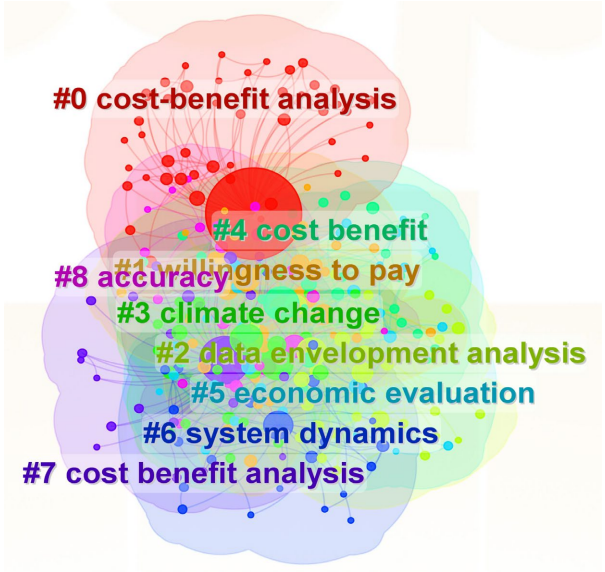 #0 cost-benefit analysis
#4 cost benefit
#1 willingness to pay
#8 accuracy
#3 climate change
#2 data envelopment analysis
#5 economic evaluation
#6 system dynamics
#7 cost benefit analysis